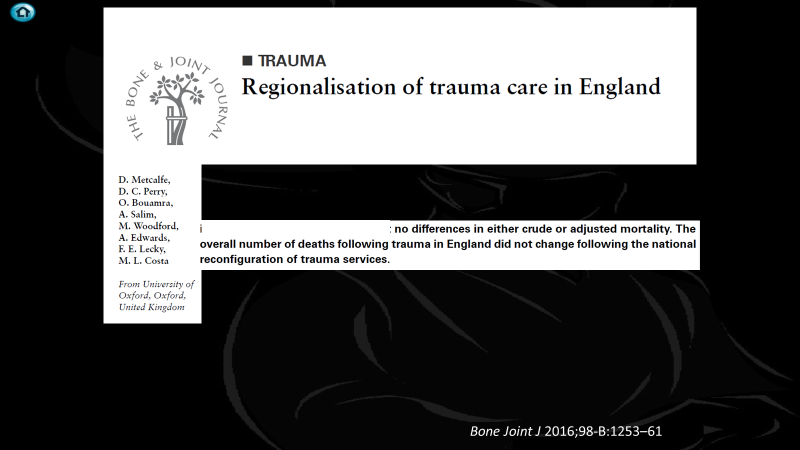 THE BONE & JOINT JOURNAL
■ TRAUMA
Regionalisation of trauma care in England
D. Metcalfe,
D. C. Perry,
O. Bouamra,
A. Salim,
M. Woodford,
A. Edwards,
F. E. Lecky,
M. L. Costa
From University of
Oxford, Oxford,
United Kingdom
no differences in either crude or adjusted mortality. The
overall number of deaths following trauma in England did not change following the national
reconfiguration of trauma services.
Bone Joint J 2016;98-B:1253–61